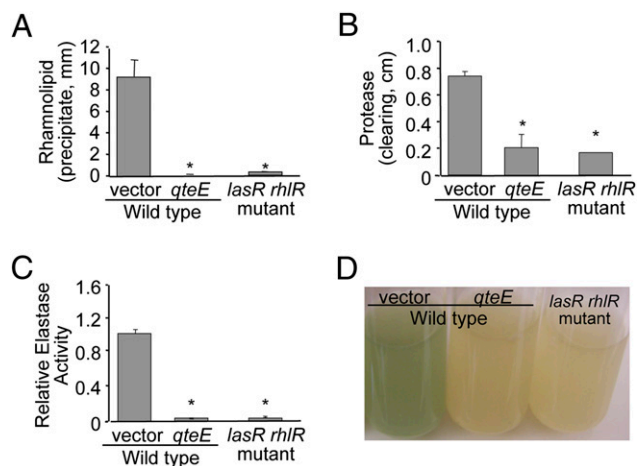 A
Rhamnolipid
(precipitate, mm)
12
10
8
6
4
2
0
*
*
vector qteE lasR rhlR
Wild type mutant
B
Protease
(clearing, cm)
1.0
0.8
0.6
0.4
0.2
0
*
*
vector qteE lasR rhlR
Wild type mutant
C
Relative Elastase
Activity
1.6
1.2
0.8
0.4
0
*
*
vector qteE lasR rhlR
Wild type mutant
D
vector qteE lasR rhlR
Wild type mutant